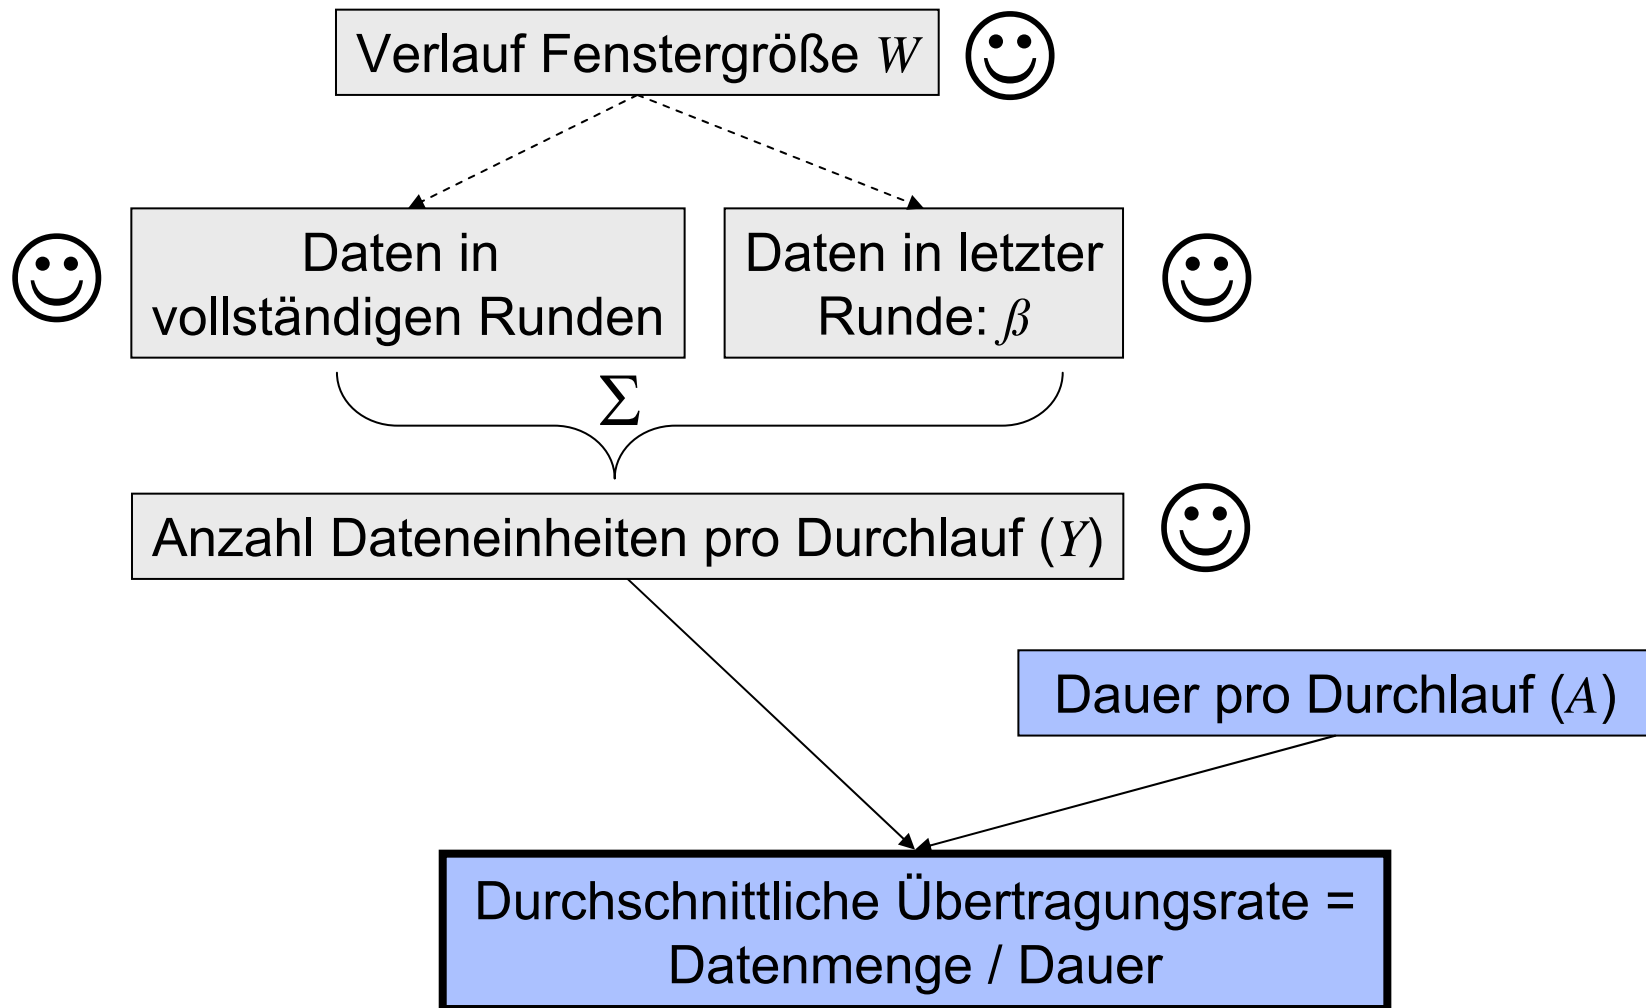 Verlauf Fenstergröße W
Daten in
vollständigen Runden
Daten in letzter
Runde: β
Σ
Anzahl Dateneinheiten pro Durchlauf (Y)
Dauer pro Durchlauf (A)
Durchschnittliche Übertragungsrate =
Datenmenge / Dauer